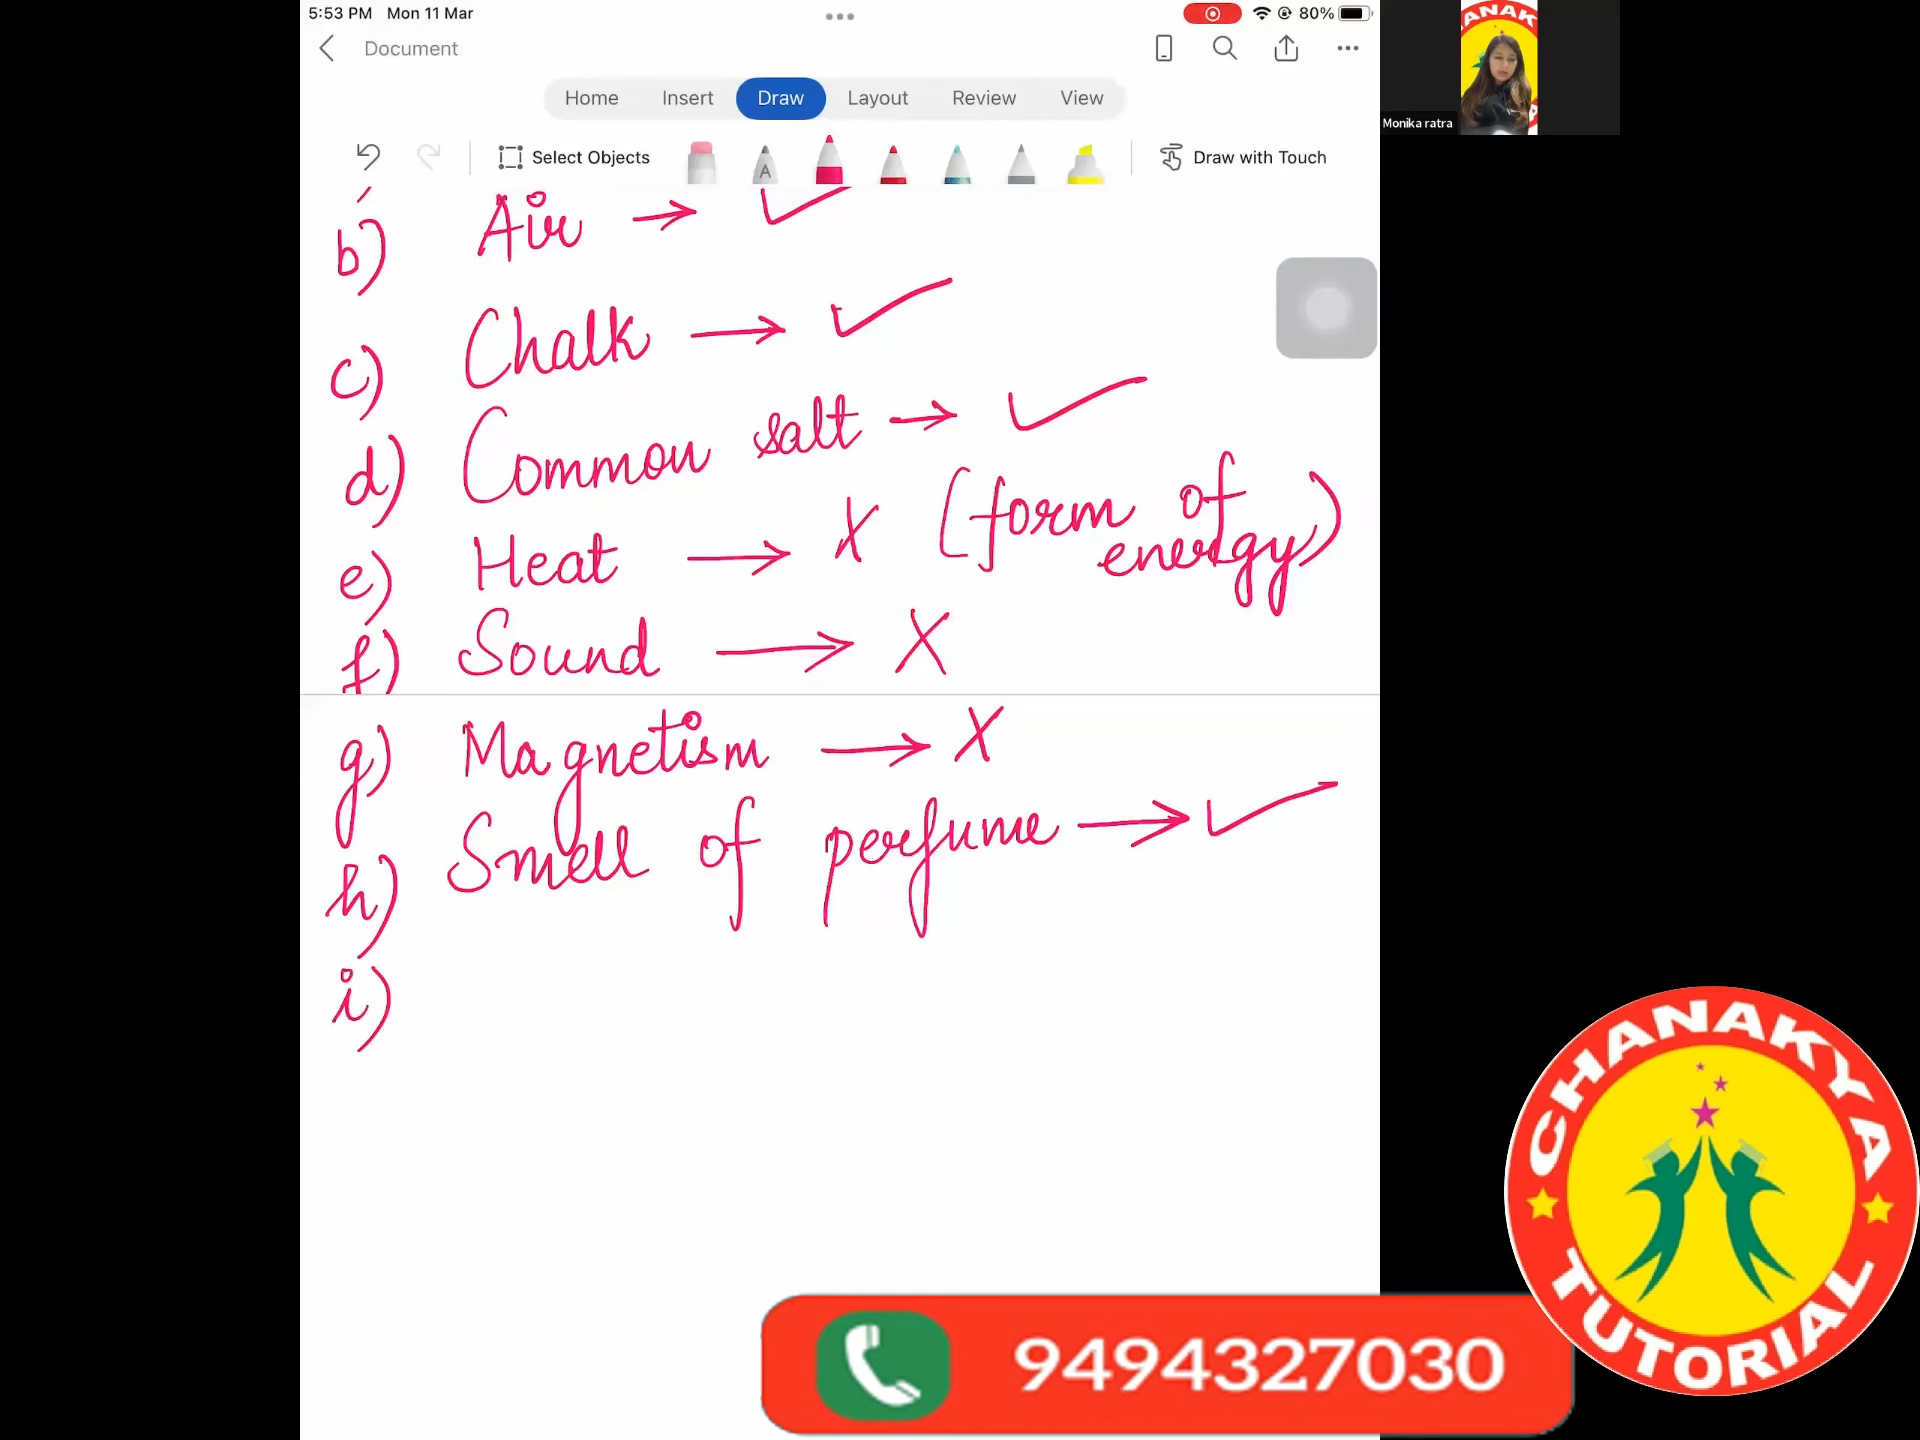 5:53 PM Mon 11 Mar
80%
Document
Home Insert Draw Layout Review View
Select Objects
A
Draw with Touch
Monika ratra
CHANAK
b) Air → ✓
c) Chalk → ✓
d) Common salt → ✓
e) Heat → X (form of energy)
f) Sound → X
g) Magnetism → X
h) Smell of perfume → ✓
i)
CHANAKYA
TUTORIAL
9494327030